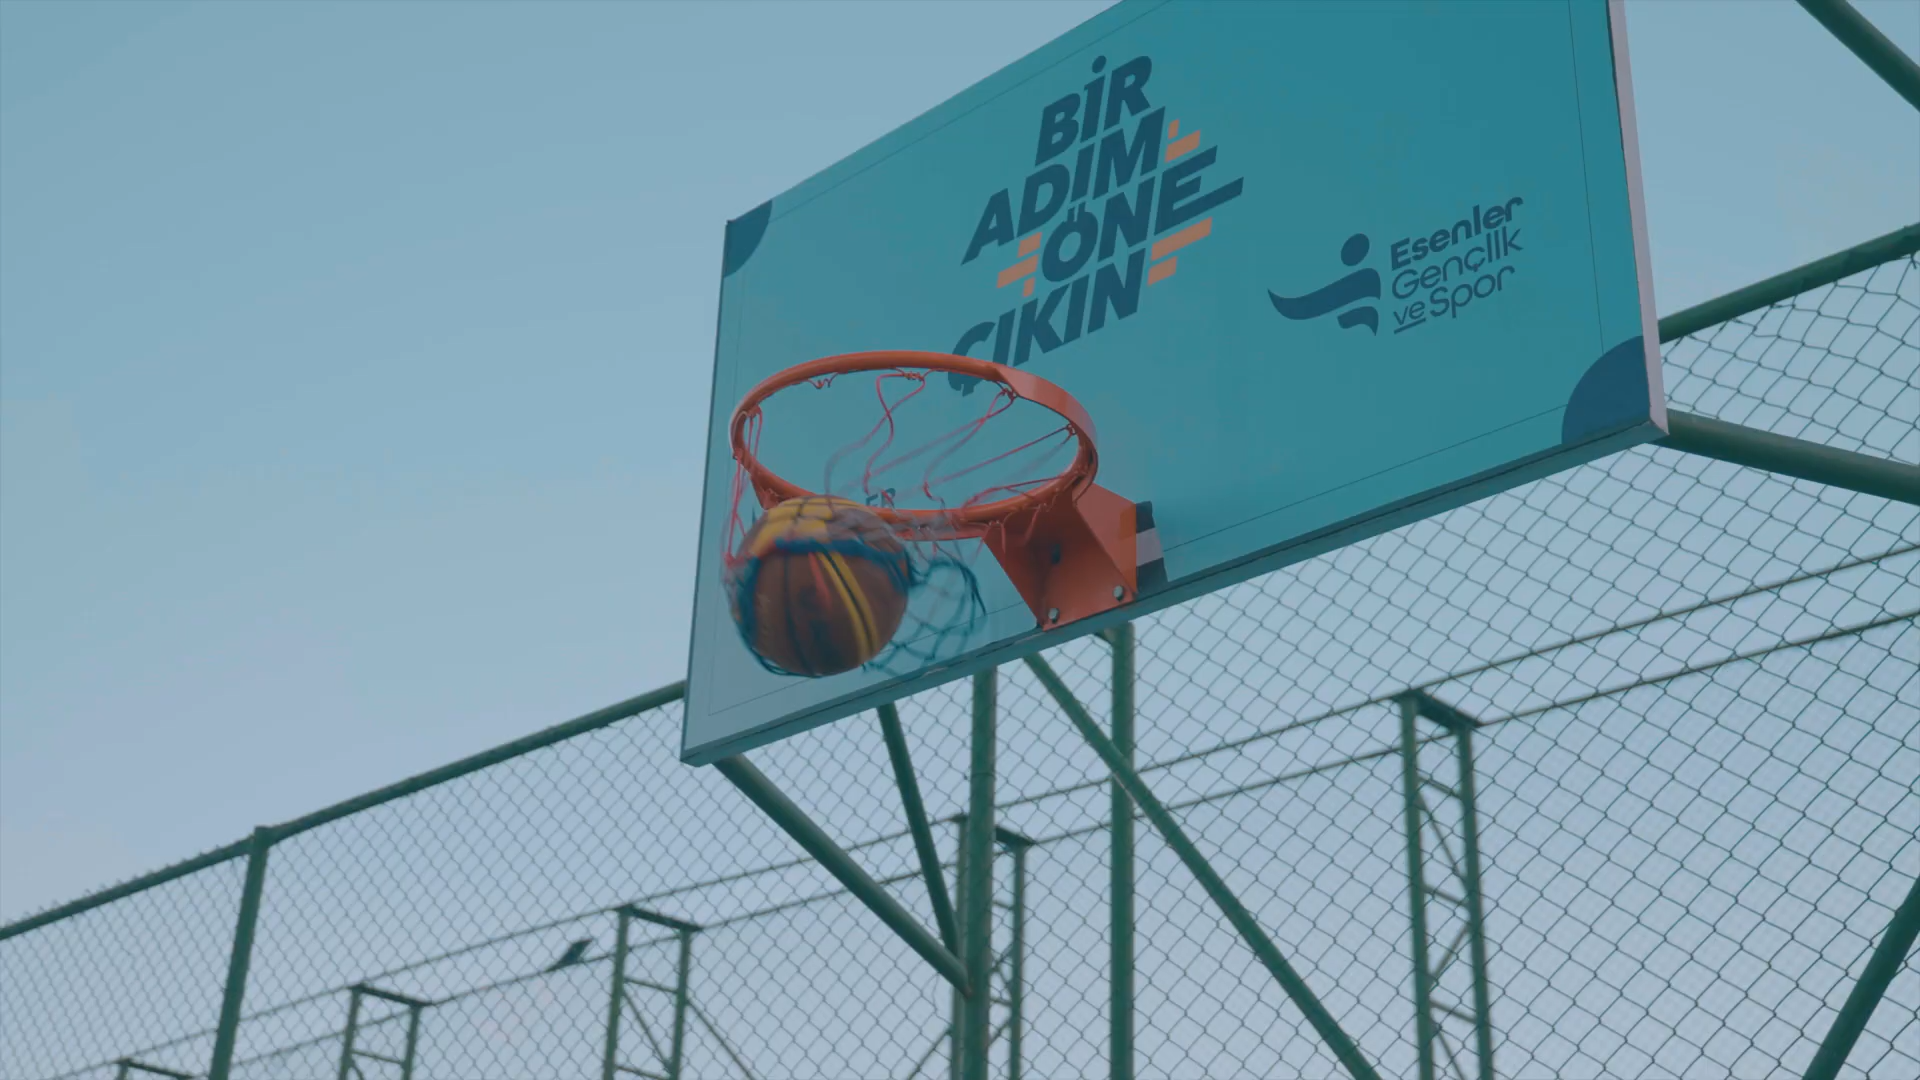 BİR
ADIM
ÖNE
ÇIKIN
Esenler
Gençlik
ve Spor